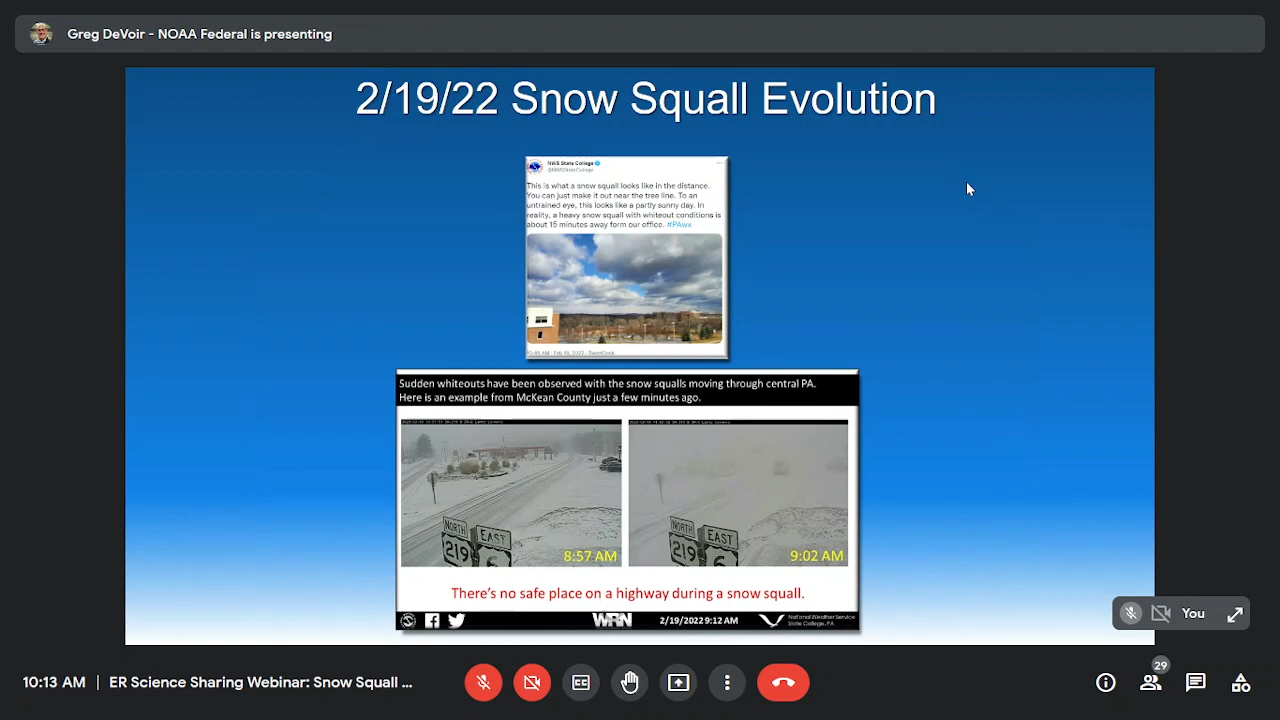 Greg DeVoir - NOAA Federal is presenting
2/19/22 Snow Squall Evolution
NWS State College
@NWSStateCollege
This is what a snow squall looks like in the distance.
You can just make it out near the tree line. To an
untrained eye, this looks like a partly sunny day. In
reality, a heavy snow squall with whiteout conditions is
about 15 minutes away form our office. #PAwx
Sudden whiteouts have been observed with the snow squalls moving through central PA.
Here is an example from McKean County just a few minutes ago.
NORTH
EAST
219
6
8:57 AM
NORTH
EAST
219
6
9:02 AM
There's no safe place on a highway during a snow squall.
WRN
2/19/2022 9:12 AM
National Weather Service
State College, PA
You
29
10:13 AM | ER Science Sharing Webinar: Snow Squall ...